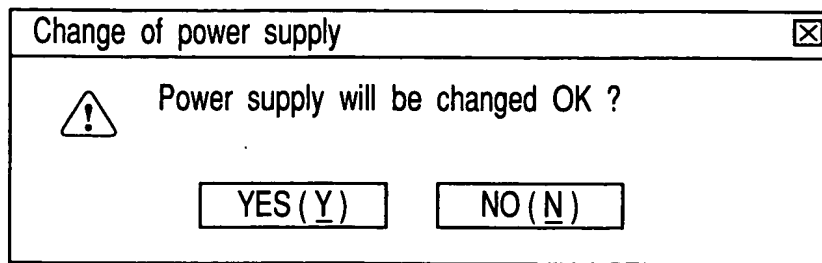 Change of power supply
Power supply will be changed OK ?
YES ( Y ) NO ( N )